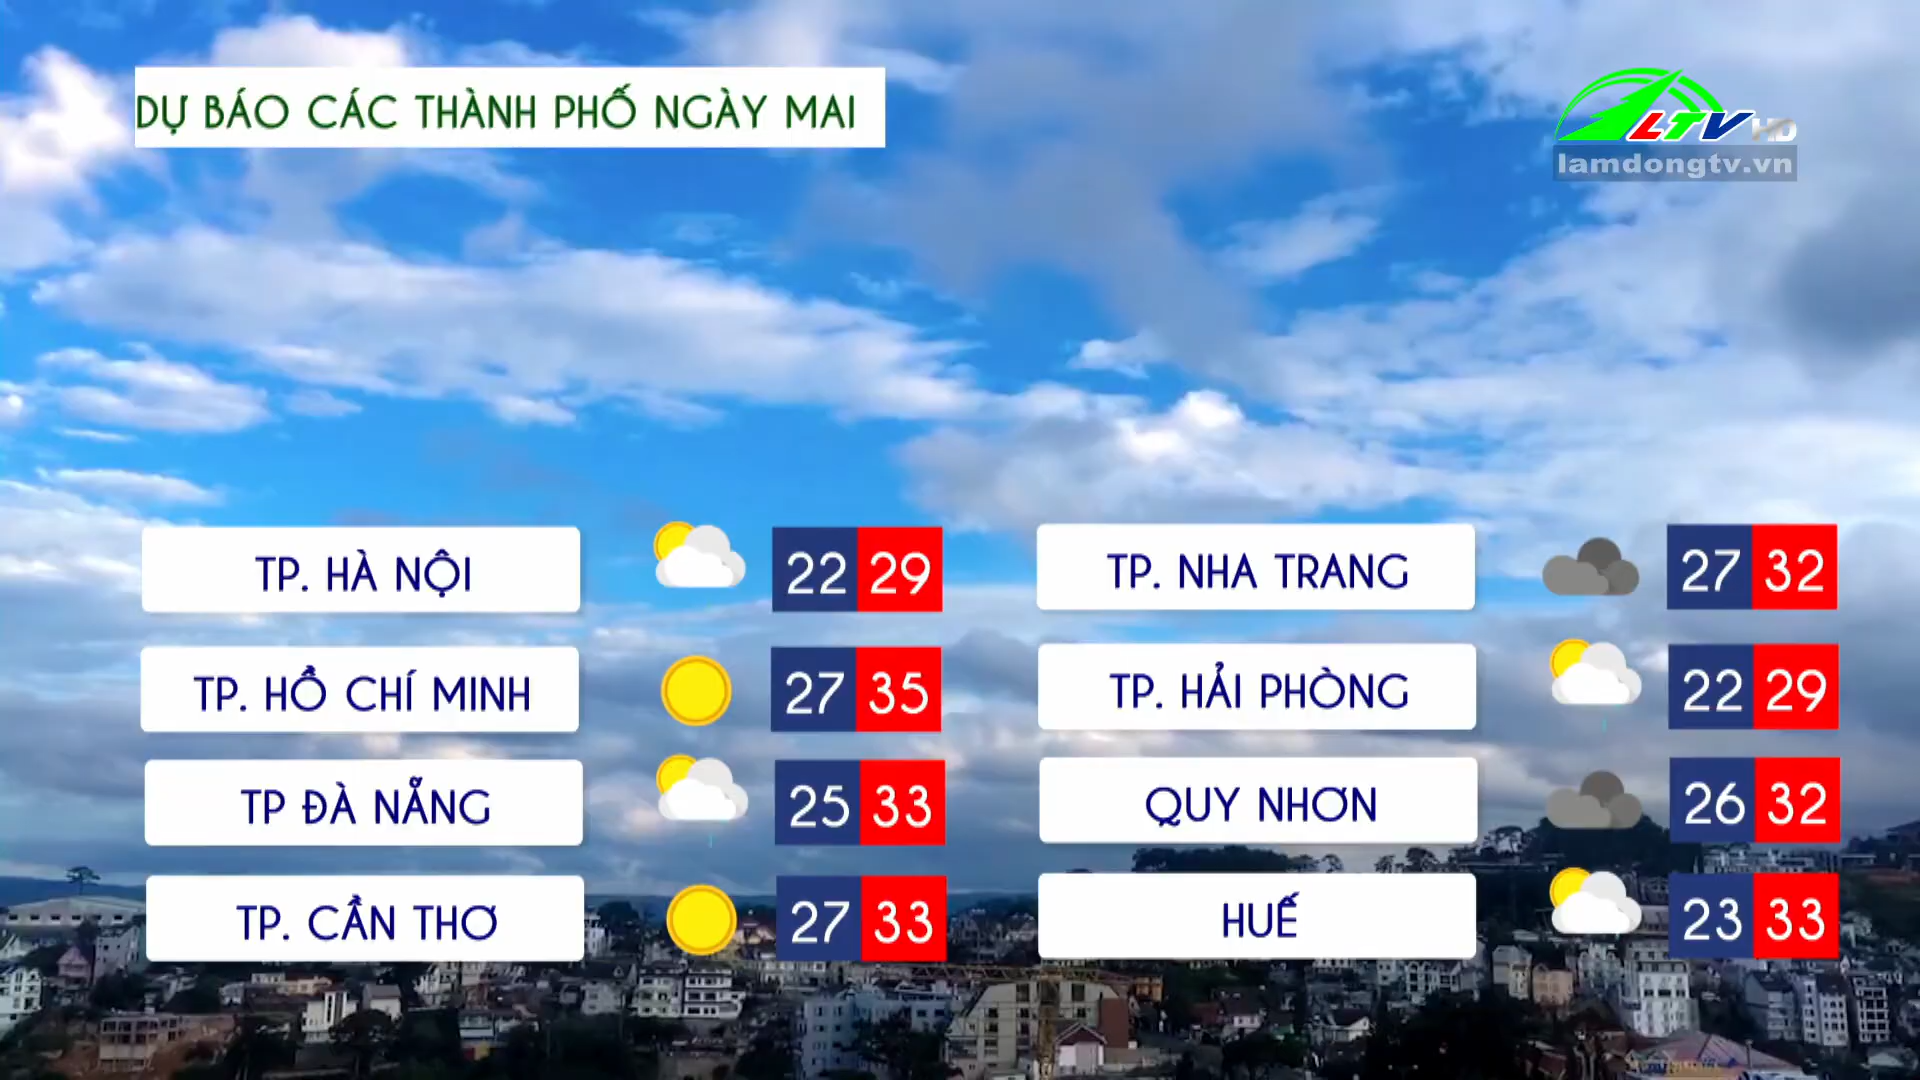 DỰ BÁO CÁC THÀNH PHỐ NGÀY MAI
LTV HD
lamdongtv.vn
TP. HÀ NỘI 22 29
TP. HỒ CHÍ MINH 27 35
TP ĐÀ NẴNG 25 33
TP. CẦN THƠ 27 33
TP. NHA TRANG 27 32
TP. HẢI PHÒNG 22 29
QUY NHƠN 26 32
HUẾ 23 33